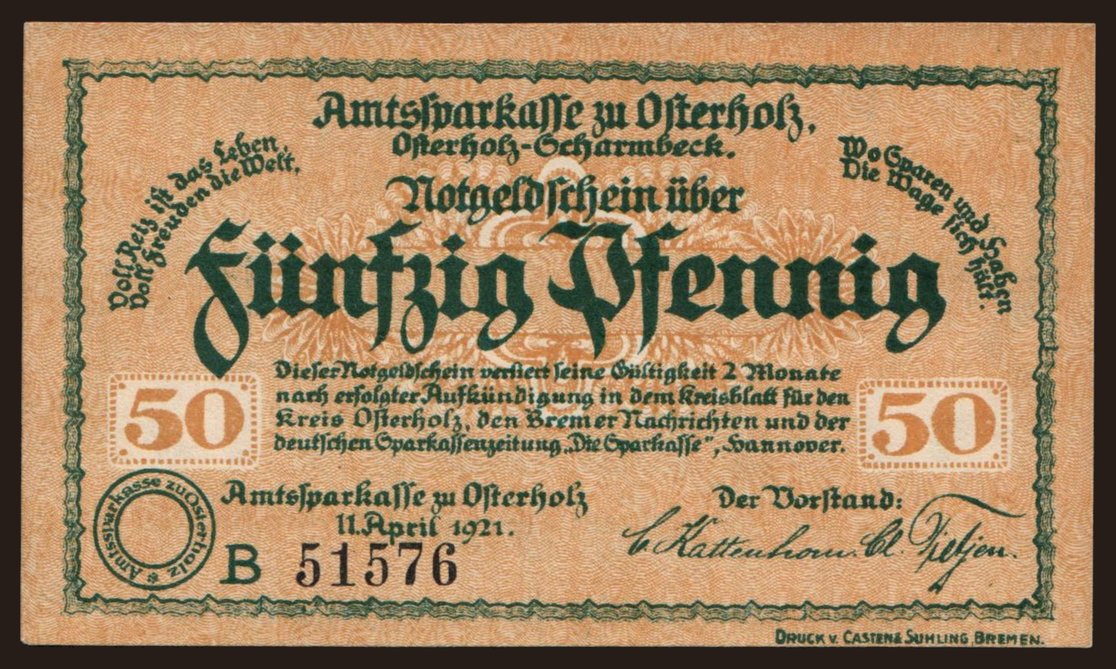 Amtssparkasse zu Osterholz,
Osterholz-Scharmbeck.
Voll Reiz ist das Leben,
Voll Freuden die Welt,
Wo Sparen und Haben
Die Wage sich hält.
Notgeldschein über
Fünfzig Pfennig
Dieser Notgeldschein verliert seine Gültigkeit 2 Monate
nach erfolgter Aufkündigung in dem Kreisblatt für den
Kreis Osterholz, den Bremer Nachrichten und der
deutschen Sparkassenzeitung „Die Sparkasse", Hannover.
50
50
Amtssparkasse zu Osterholz
Amtssparkasse zu Osterholz
11. April 1921.
Der Vorstand:
C. Kattenhorn. Cl. Tietjen.
B 51576
DRUCK V. CASTEN & SUHLING, BREMEN.